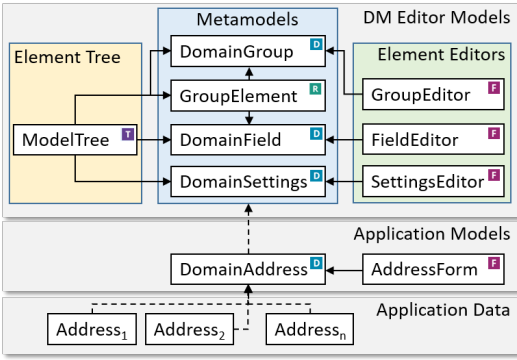 Metamodels
DM Editor Models
Element Tree
DomainGroup D
Element Editors
GroupElement R
GroupEditor F
ModelTree T
DomainField D
FieldEditor F
DomainSettings D
SettingsEditor F
Application Models
DomainAddress D
AddressForm F
Application Data
Address1
Address2
Addressn